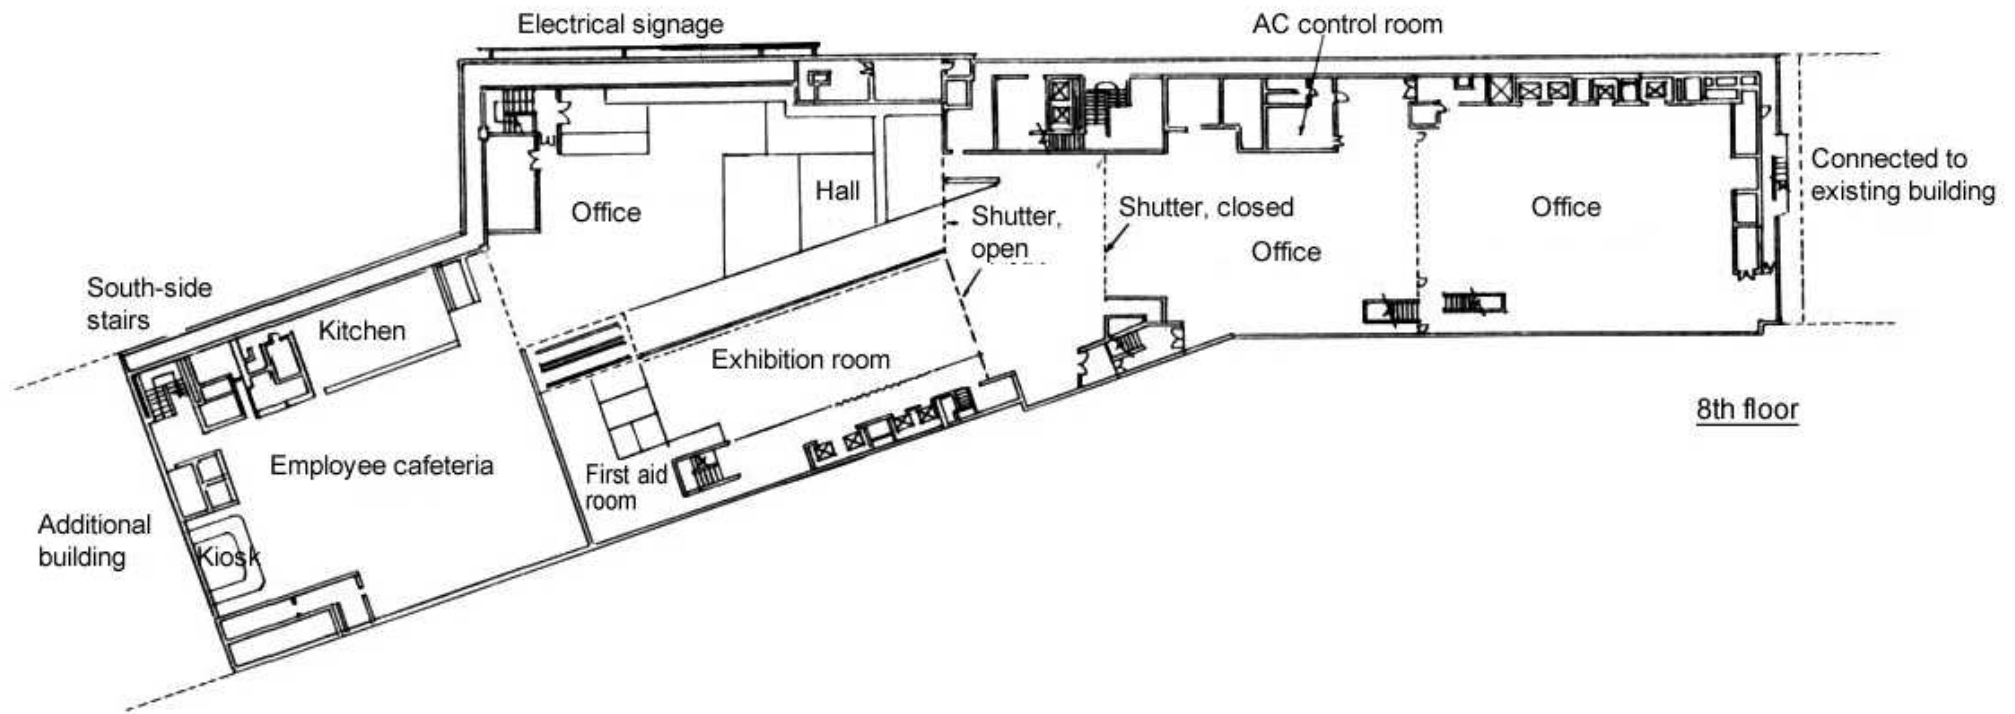 Electrical signage
AC control room
Connected to
existing building
Hall
Office
Shutter,
open
Shutter, closed
Office
Office
South-side
stairs
Kitchen
Exhibition room
8th floor
Employee cafeteria
First aid
room
Additional
building
Kiosk